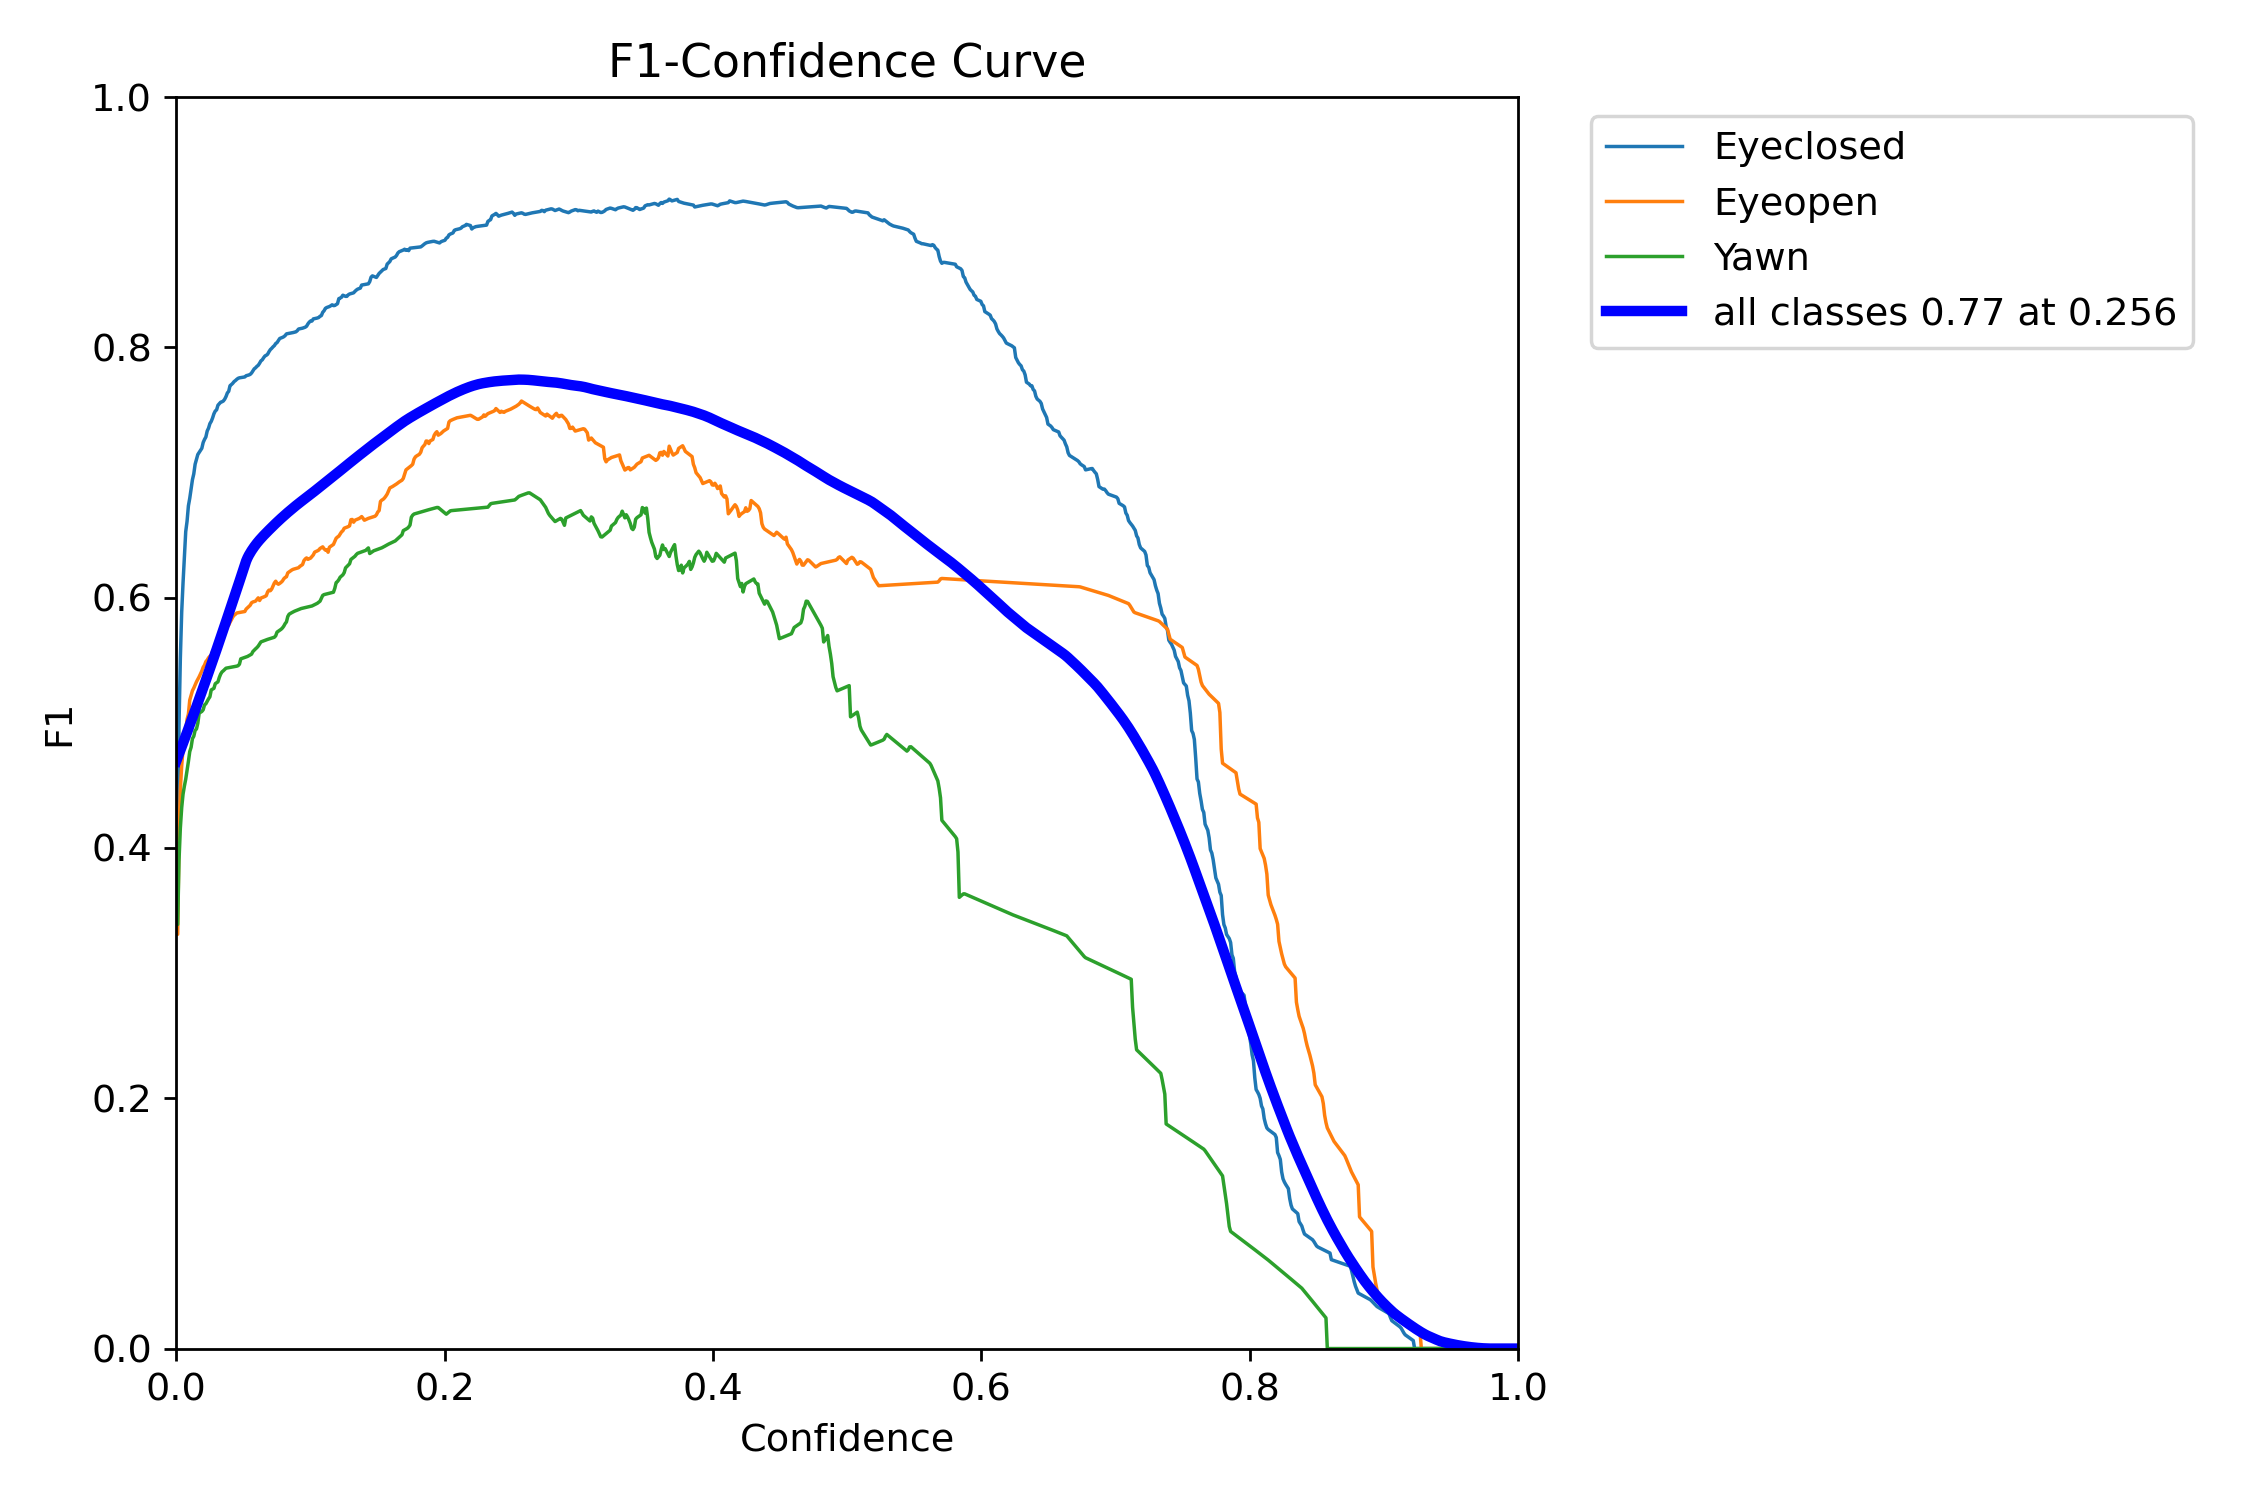 F1-Confidence Curve
1.0
0.8
0.6
0.4
0.2
0.0
F1
0.0 0.2 0.4 0.6 0.8 1.0
Confidence
Eyeclosed
Eyeopen
Yawn
all classes 0.77 at 0.256